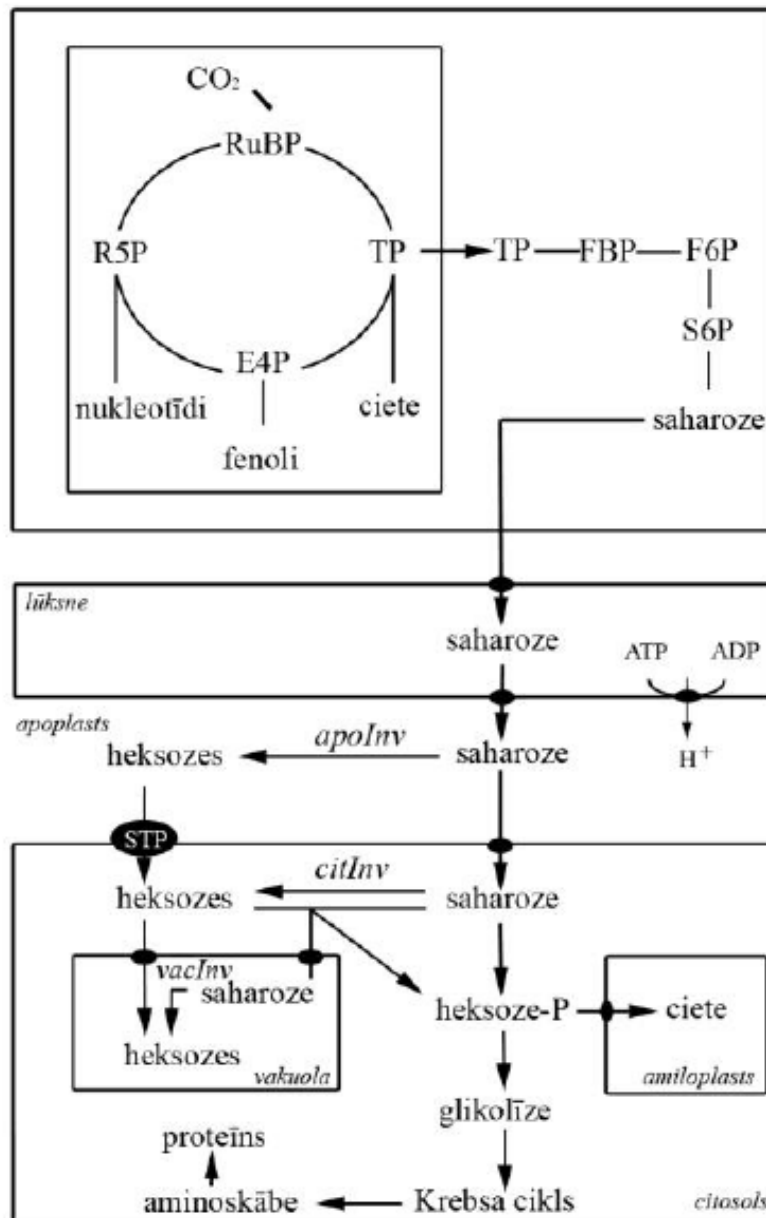 CO₂
RuBP
R5P TP TP FBP F6P
S6P
E4P
nukleotīdi ciete saharoze
fenoli
lūksne
saharoze
ATP ADP
apoplasts
heksozes apoInv saharoze H⁺
STP
citInv
heksozes saharoze
vacInv
saharoze
heksoze-P ciete
heksozes
vakuola amiloplasts
glikolīze
proteīns
aminoskābe Krebsa cikls citosols